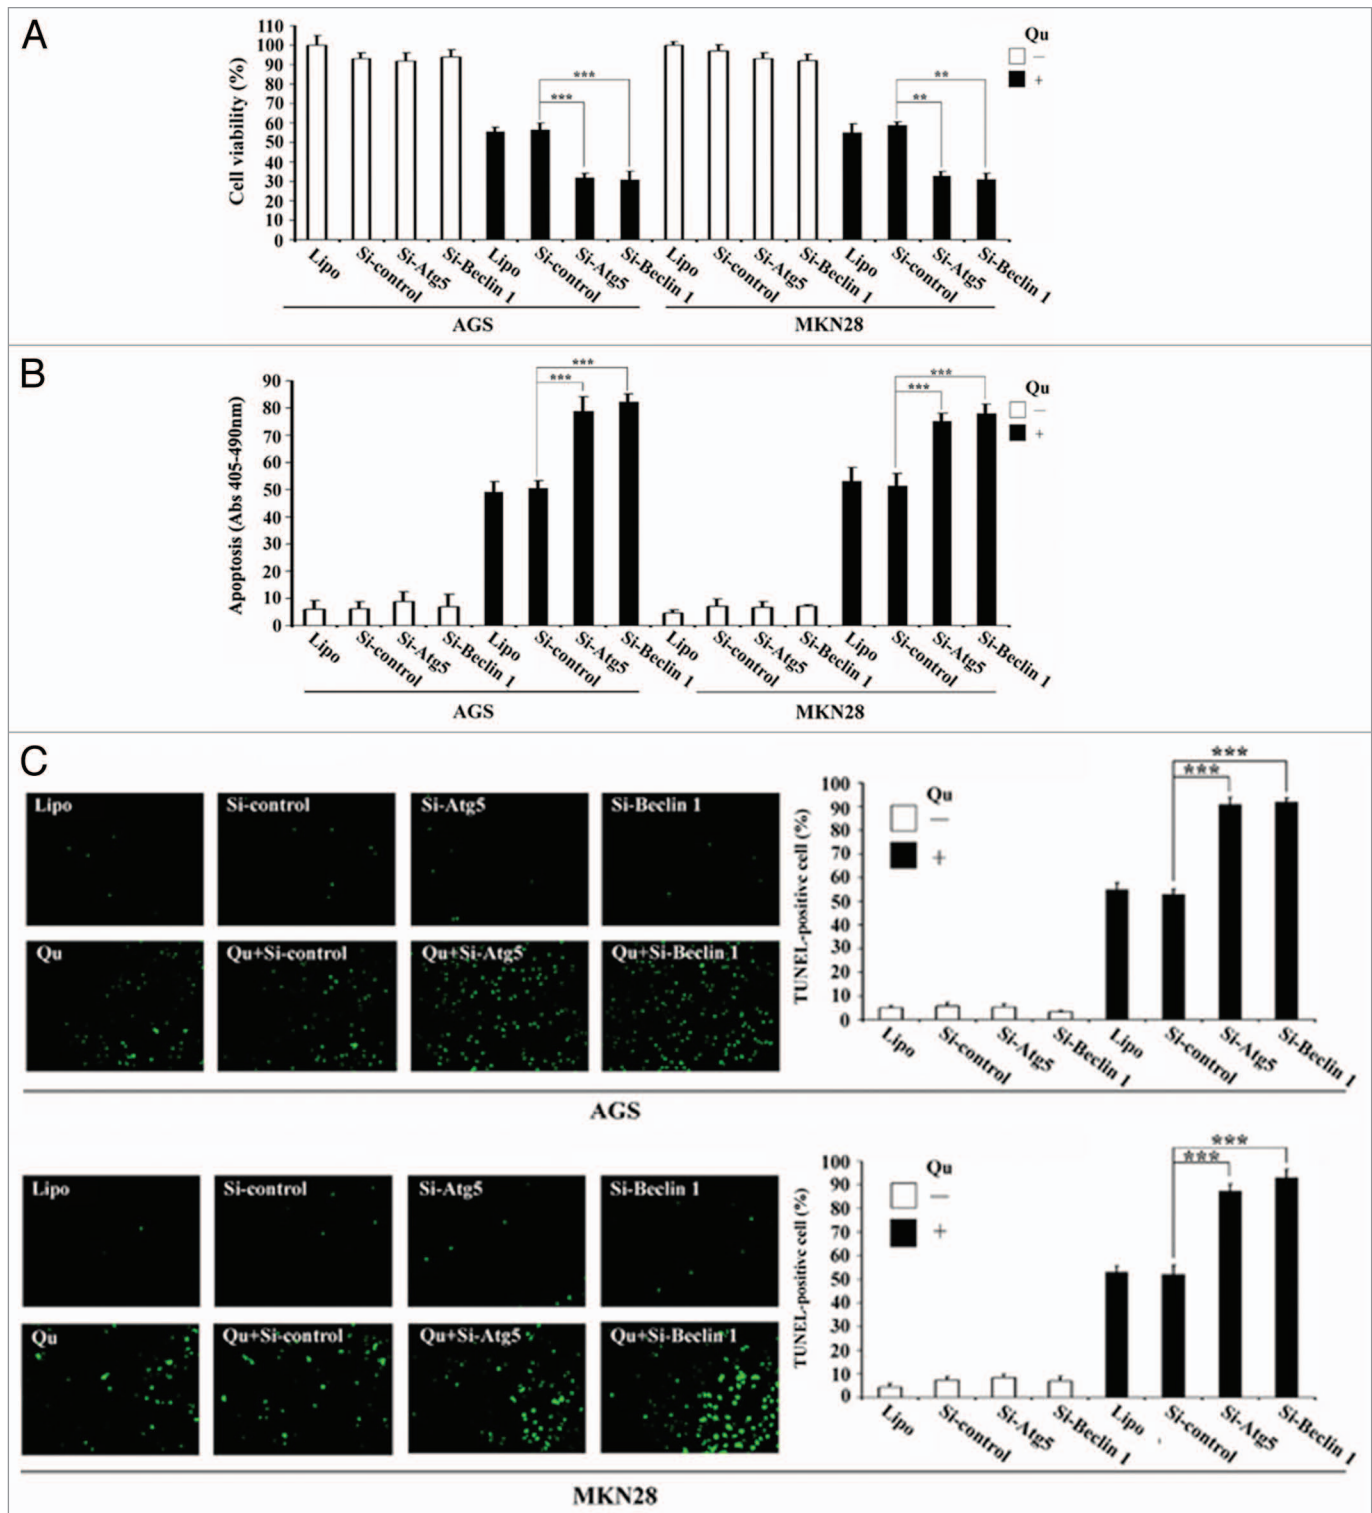 A
Cell viability (%)
110
100
90
80
70
60
50
40
30
20
10
0
***
***
**
**
Qu
−
+
Lipo
Si-control
Si-Atg5
Si-Beclin 1
Lipo
Si-control
Si-Atg5
Si-Beclin 1
Lipo
Si-control
Si-Atg5
Si-Beclin 1
Lipo
Si-control
Si-Atg5
Si-Beclin 1
AGS
MKN28
B
Apoptosis (Abs 405-490nm)
90
80
70
60
50
40
30
20
10
0
***
***
***
***
Qu
−
+
Lipo
Si-control
Si-Atg5
Si-Beclin 1
Lipo
Si-control
Si-Atg5
Si-Beclin 1
Lipo
Si-control
Si-Atg5
Si-Beclin 1
Lipo
Si-control
Si-Atg5
Si-Beclin 1
AGS
MKN28
C
Lipo
Si-control
Si-Atg5
Si-Beclin 1
Qu
Qu+Si-control
Qu+Si-Atg5
Qu+Si-Beclin 1
TUNEL-positive cell (%)
100
90
80
70
60
50
40
30
20
10
0
***
***
Qu
−
+
Lipo
Si-control
Si-Atg5
Si-Beclin 1
Lipo
Si-control
Si-Atg5
Si-Beclin 1
AGS
Lipo
Si-control
Si-Atg5
Si-Beclin 1
Qu
Qu+Si-control
Qu+Si-Atg5
Qu+Si-Beclin 1
TUNEL-positive cell (%)
100
90
80
70
60
50
40
30
20
10
0
***
***
Qu
−
+
Lipo
Si-control
Si-Atg5
Si-Beclin 1
Lipo
Si-control
Si-Atg5
Si-Beclin 1
MKN28